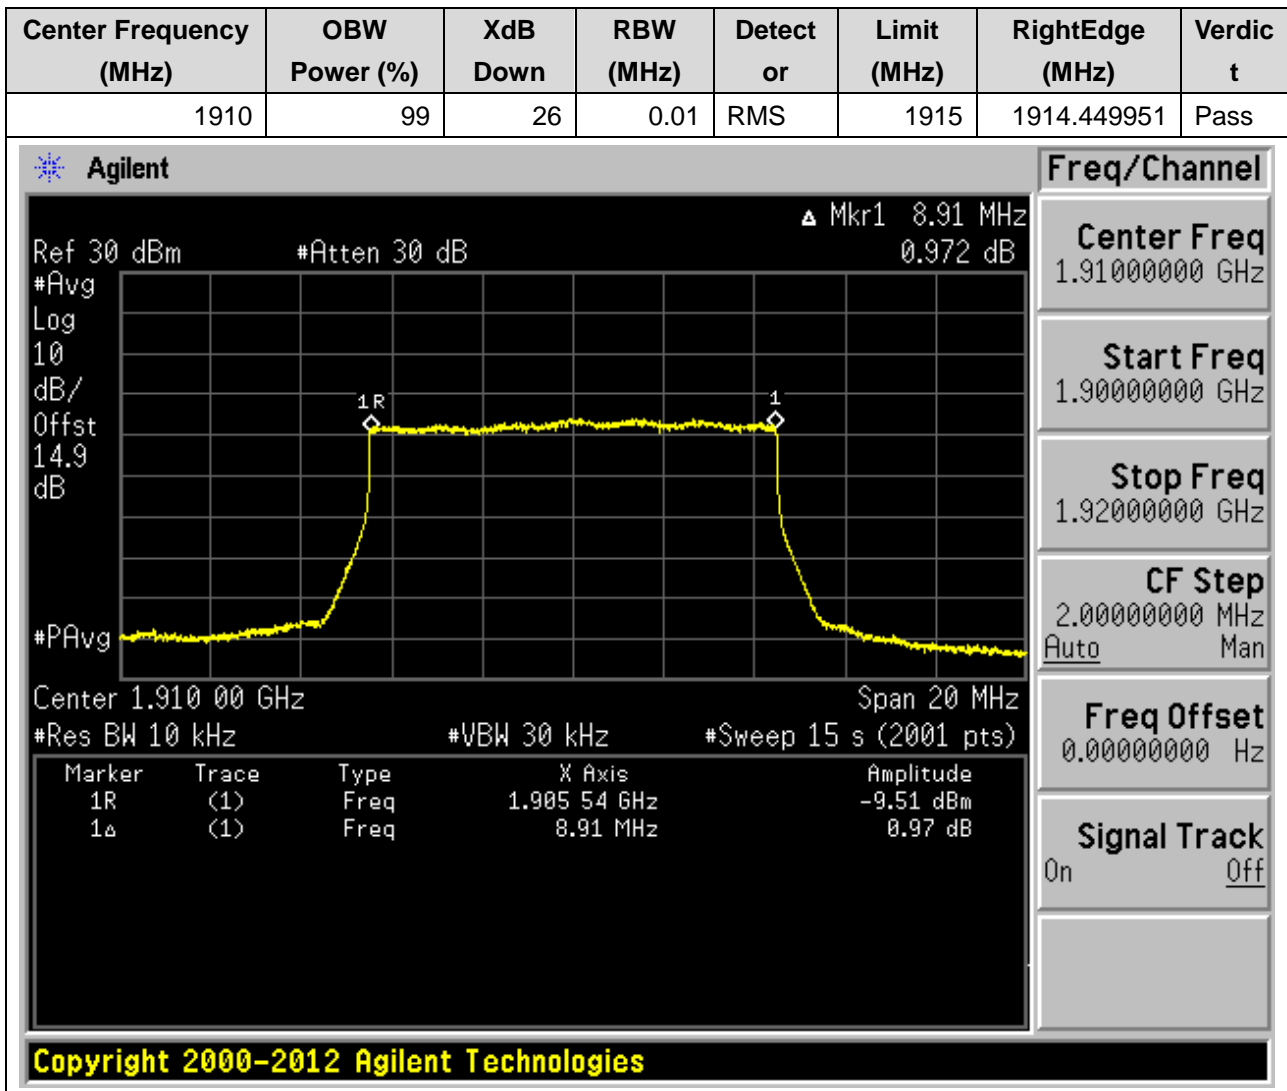 Center Frequency (MHz) OBW Power (%) XdB Down RBW (MHz) Detect or Limit (MHz) RightEdge (MHz) Verdic t
1910 99 26 0.01 RMS 1915 1914.449951 Pass
Agilent
Freq/Channel
Δ Mkr1 8.91 MHz
Ref 30 dBm #Atten 30 dB 0.972 dB
#Avg
Log
10
dB/
Offst
14.9
dB
1R
1
#PAvg
Center 1.910 00 GHz Span 20 MHz
#Res BW 10 kHz #VBW 30 kHz #Sweep 15 s (2001 pts)
Marker Trace Type X Axis Amplitude
1R (1) Freq 1.905 54 GHz -9.51 dBm
1Δ (1) Freq 8.91 MHz 0.97 dB
Center Freq
1.91000000 GHz
Start Freq
1.90000000 GHz
Stop Freq
1.92000000 GHz
CF Step
2.00000000 MHz
Auto Man
Freq Offset
0.00000000 Hz
Signal Track
On Off
Copyright 2000-2012 Agilent Technologies